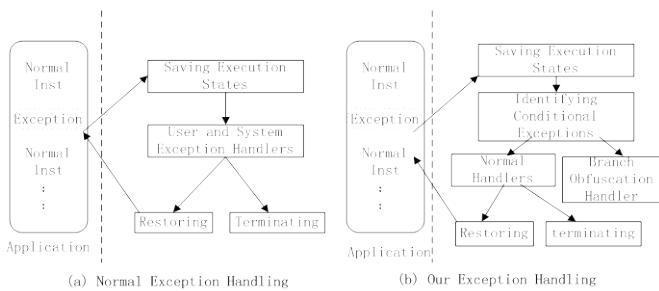 Normal
Inst
Exception
Normal
Inst
:
:
Application
Saving Execution
States
User and System
Exception Handlers
Restoring
Terminating
(a) Normal Exception Handling
Normal
Inst
Exception
Normal
Inst
:
:
Application
Saving Execution
States
Identifying
Conditional
Exceptions
Normal
Handlers
Branch
Obfuscation
Handler
Restoring
terminating
(b) Our Exception Handling